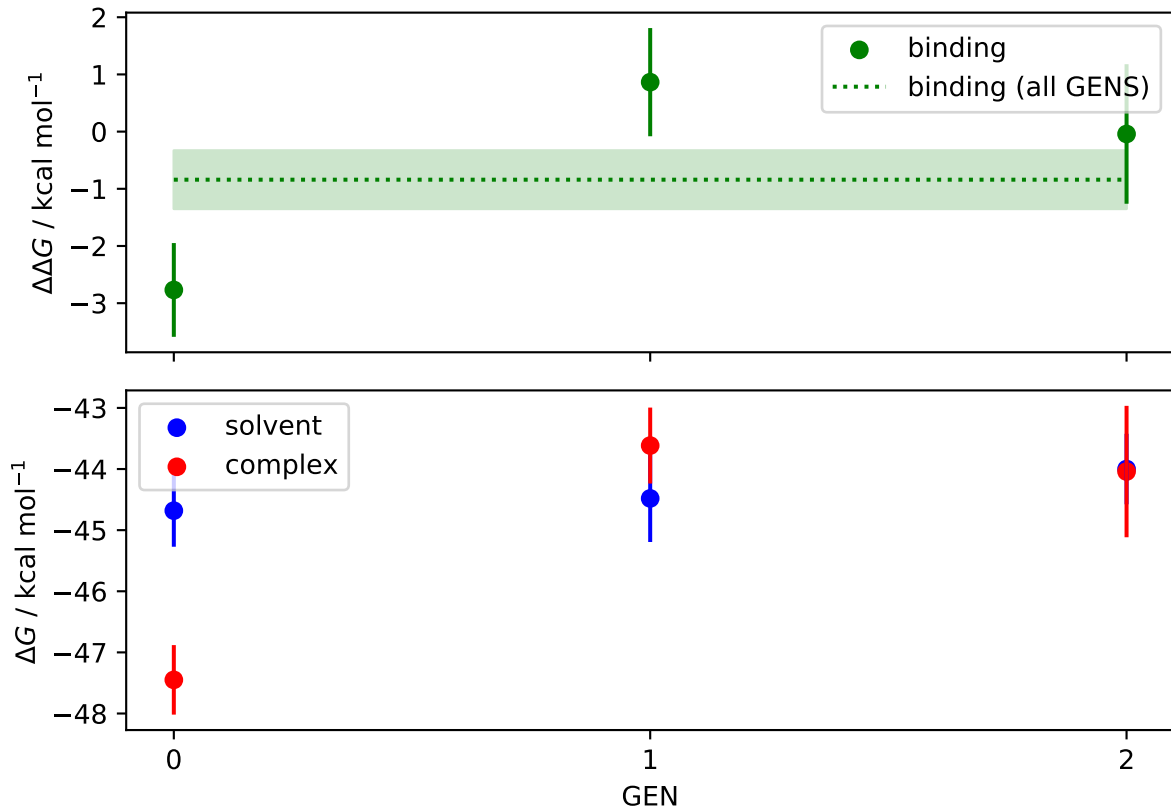 2
1
0
−1
−2
−3
ΔΔG / kcal mol⁻¹
binding
binding (all GENS)
−43
−44
−45
−46
−47
−48
ΔG / kcal mol⁻¹
solvent
complex
0 1 2
GEN